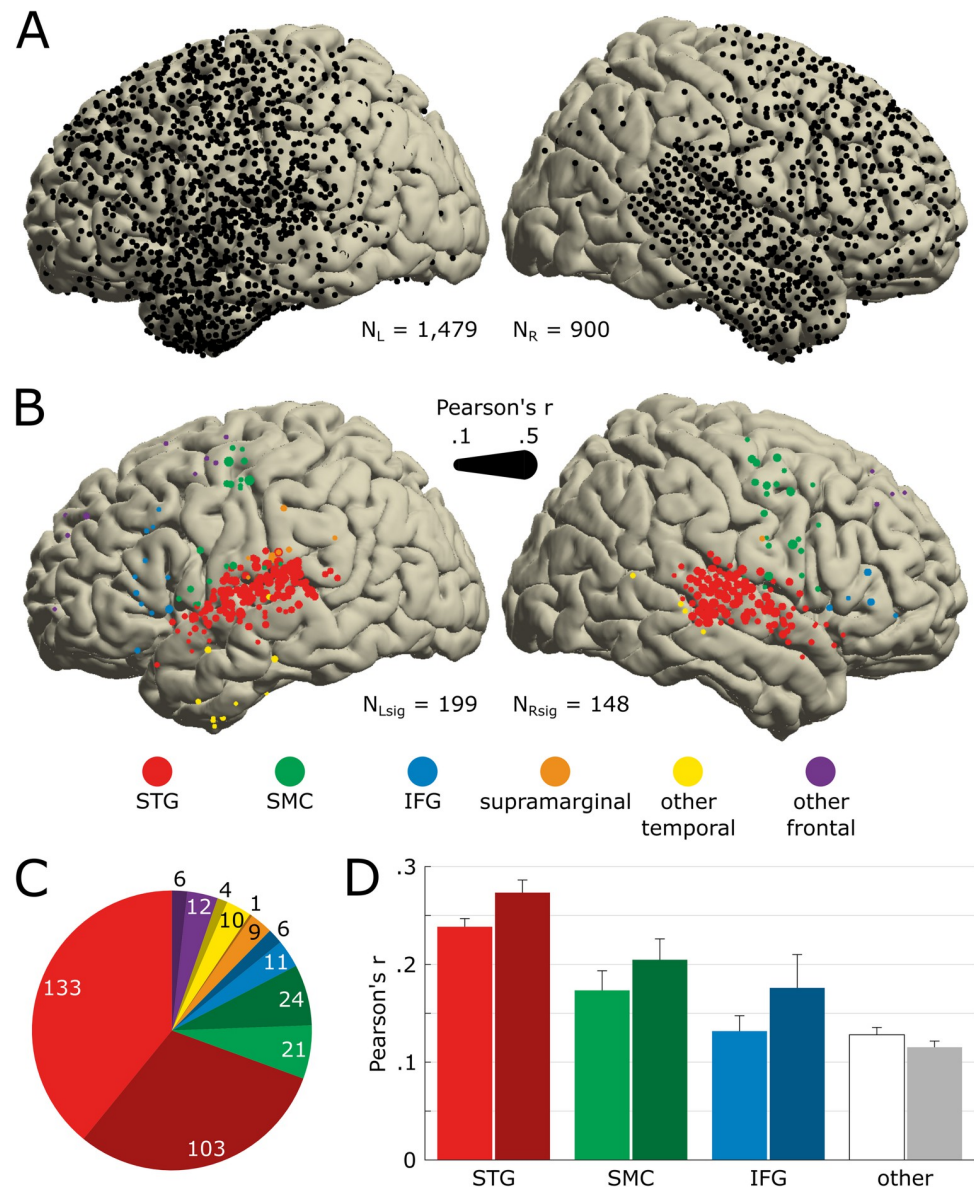 A
N_L = 1,479 N_R = 900
B
Pearson's r
.1 .5
N_Lsig = 199 N_Rsig = 148
STG SMC IFG supramarginal other temporal other frontal
C
6
12
4
10
1
9
6
11
24
21
103
133
D
Pearson's r
.3
.2
.1
0
STG SMC IFG other